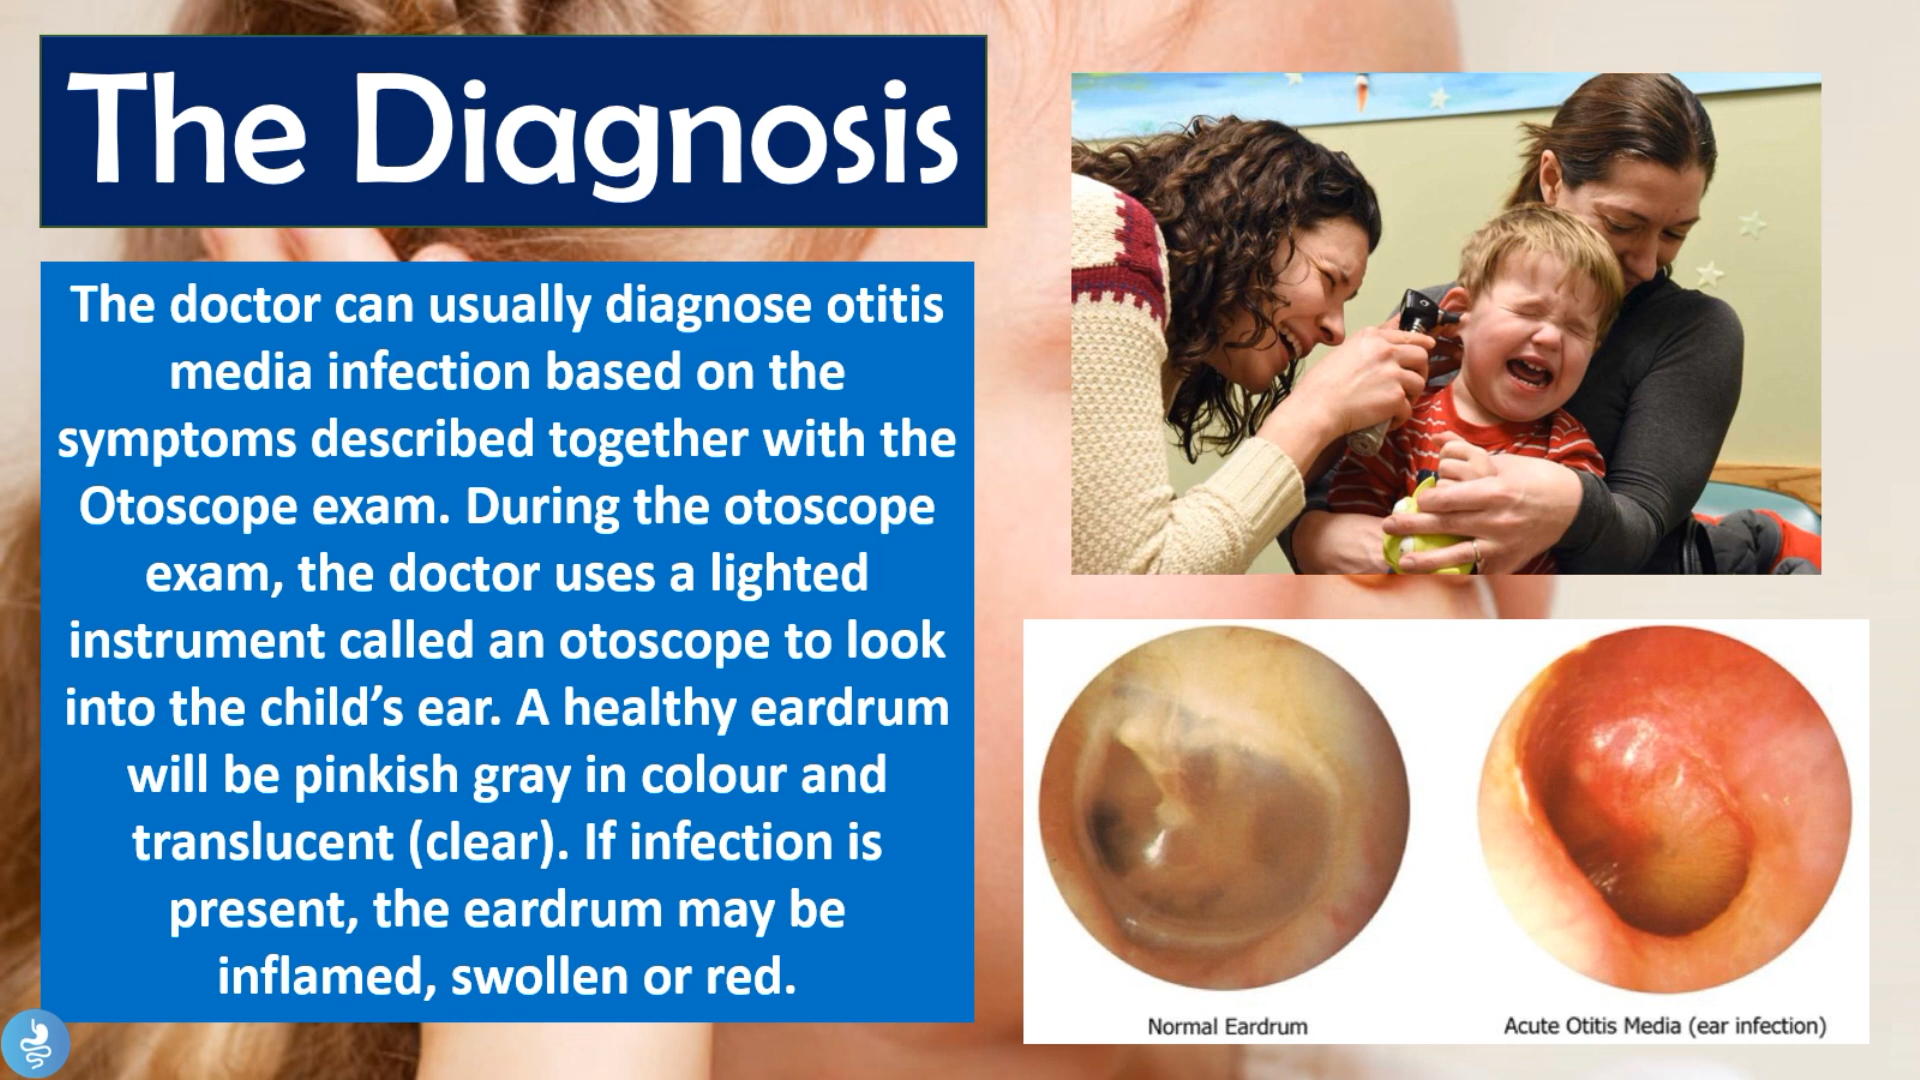 The Diagnosis
The doctor can usually diagnose otitis
media infection based on the
symptoms described together with the
Otoscope exam. During the otoscope
exam, the doctor uses a lighted
instrument called an otoscope to look
into the child’s ear. A healthy eardrum
will be pinkish gray in colour and
translucent (clear). If infection is
present, the eardrum may be
inflamed, swollen or red.
Normal Eardrum
Acute Otitis Media (ear infection)